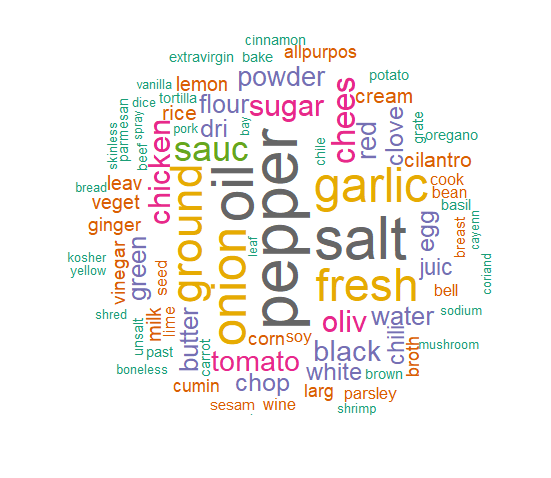 cinnamon
extravirgin bake allpurpos
vanilla lemon powder potato
dice tortilla flour sugar chees cream
skinless parmesan spray rice dri red clove grate
beef pork sauc bay chile oregano
bread leav chicken oil pepper garlic cilantro
veget ground cook bean
ginger onion salt egg basil
kosher vinegar green leaf breast cayenn
yellow seed fresh juic coriand
shred milk lime butter oliv water bell sodium
unsalt corn soy black chili mushroom
past carrot tomato white broth
boneless cumin chop larg brown parsley
sesam wine shrimp